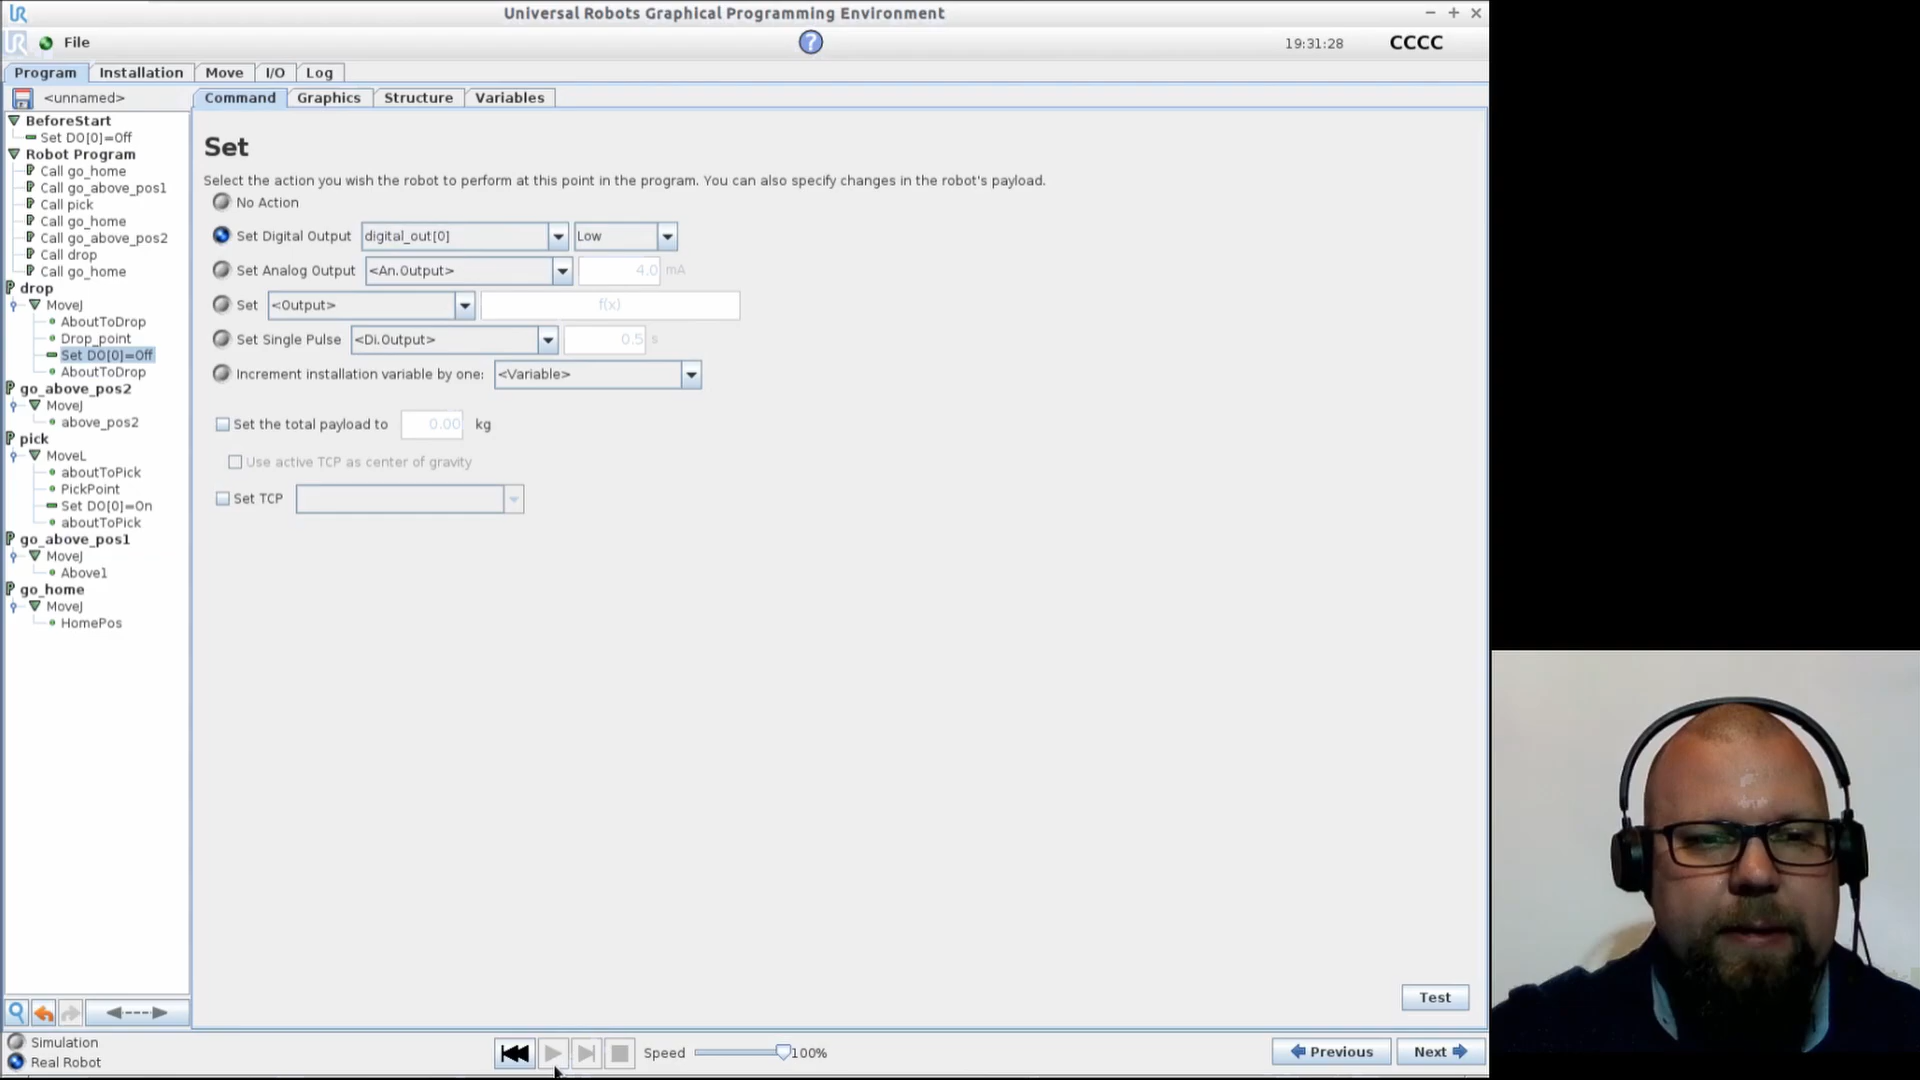 Universal Robots Graphical Programming Environment
File
19:31:28
CCCC
Program Installation Move I/O Log
<unnamed>
Command Graphics Structure Variables
BeforeStart
Set DO[0]=Off
Robot Program
Call go_home
Call go_above_pos1
Call pick
Call go_home
Call go_above_pos2
Call drop
Call go_home
drop
MoveJ
AboutToDrop
Drop_point
Set DO[0]=Off
AboutToDrop
go_above_pos2
MoveJ
above_pos2
pick
MoveL
aboutToPick
PickPoint
Set DO[0]=On
aboutToPick
go_above_pos1
MoveJ
Above1
go_home
MoveJ
HomePos
Set
Select the action you wish the robot to perform at this point in the program. You can also specify changes in the robot's payload.
No Action
Set Digital Output digital_out[0] Low
Set Analog Output <An.Output> 4.0 mA
Set <Output> f(x)
Set Single Pulse <Di.Output> 0.5 s
Increment installation variable by one: <Variable>
Set the total payload to 0.00 kg
Use active TCP as center of gravity
Set TCP
Test
Simulation
Real Robot
Speed 100%
Previous Next